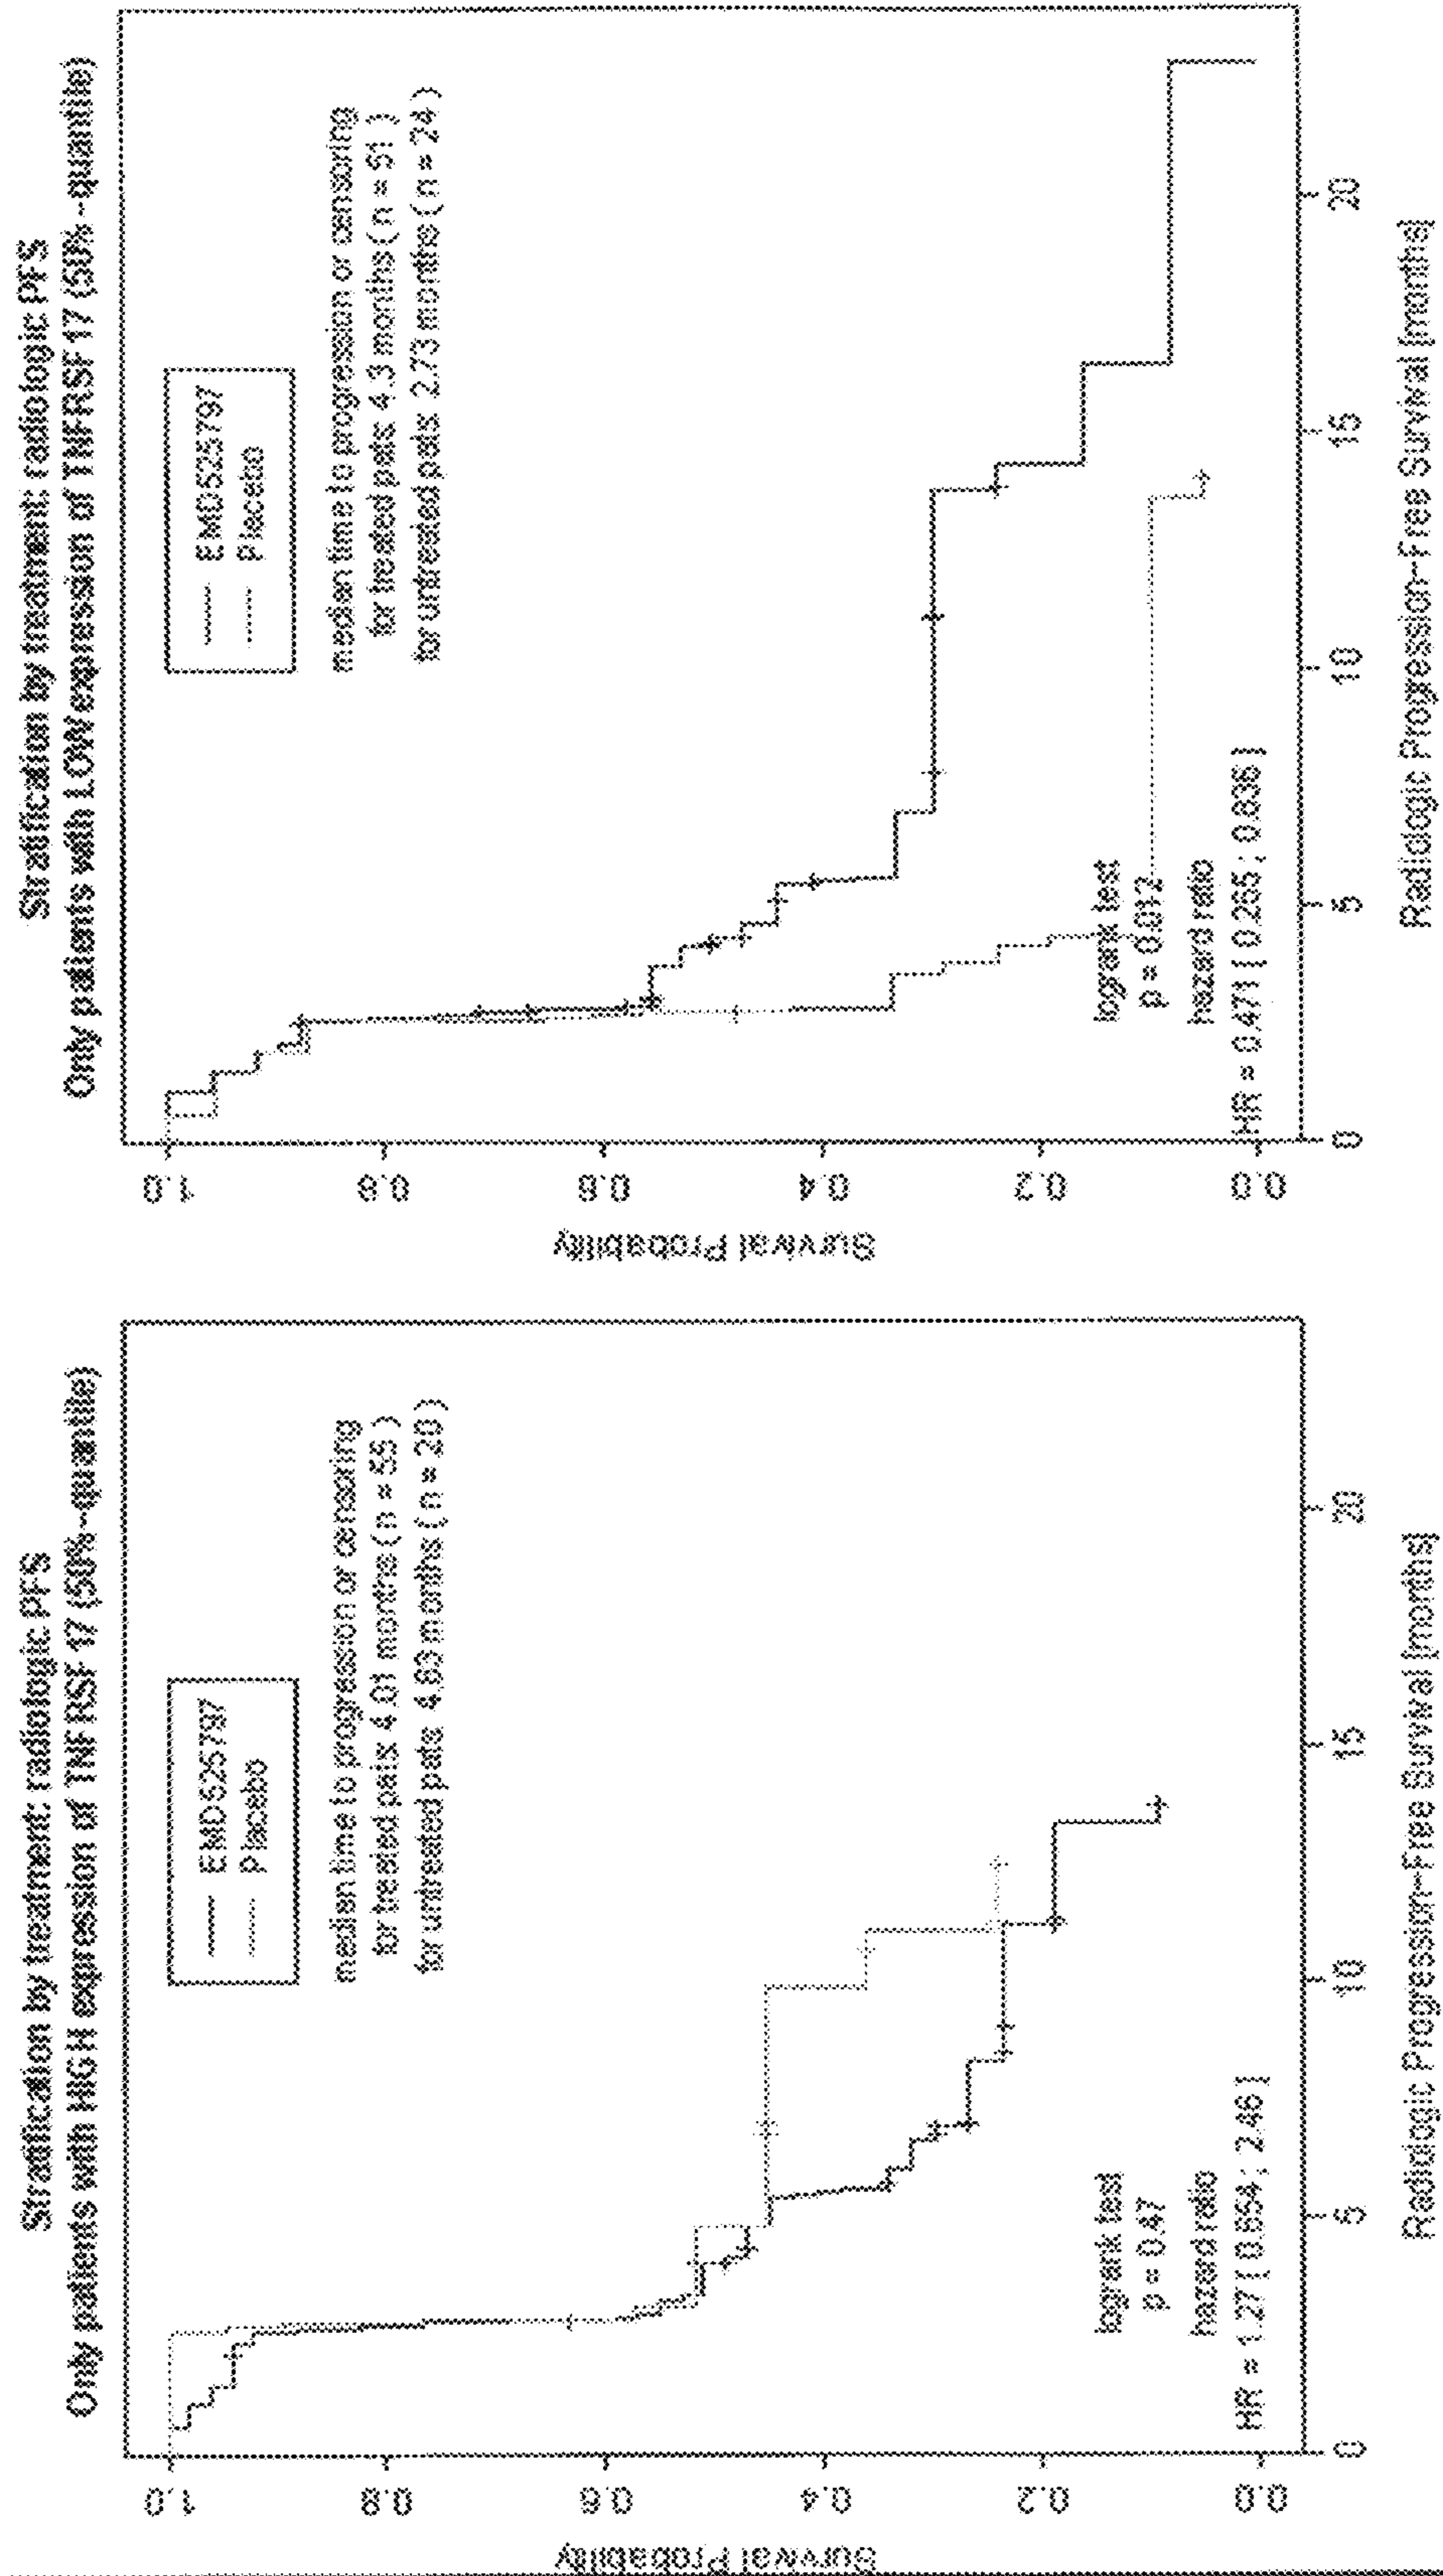 Stratification by treatment: radiologic PFS
Only patients with HIGH expression of TNFRSF17 (50%-quantile)
EMD525797
Placebo
median time to progression or censoring
for treated pats: 4.01 months ( n = 55 )
for untreated pats: 4.63 months ( n = 20 )
logrank test
p = 0.47
hazard ratio
HR = 1.27 [ 0.654 ; 2.46 ]
Survival Probability
1.0
0.8
0.6
0.4
0.2
0.0
0
5
10
15
20
Radiologic Progression-Free Survival [months]
Stratification by treatment: radiologic PFS
Only patients with LOW expression of TNFRSF17 (50%-quantile)
EMD525797
Placebo
median time to progression or censoring
for treated pats: 4.3 months ( n = 51 )
for untreated pats: 2.73 months ( n = 24 )
logrank test
p = 0.012
hazard ratio
HR = 0.471 [ 0.255 ; 0.636 ]
Survival Probability
1.0
0.8
0.6
0.4
0.2
0.0
0
5
10
15
20
Radiologic Progression-Free Survival [months]